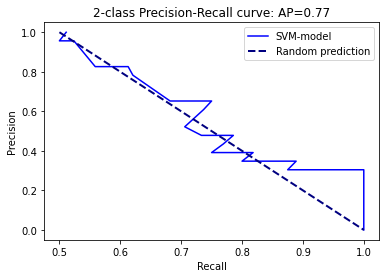 2-class Precision-Recall curve: AP=0.77
SVM-model
Random prediction
Precision
1.0
0.8
0.6
0.4
0.2
0.0
0.5
0.6
0.7
0.8
0.9
1.0
Recall